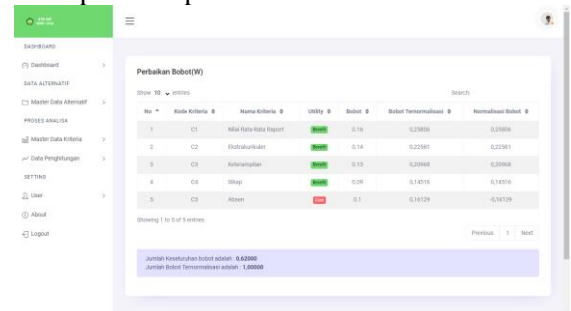 DASHBOARD
Dashboard
DATA ALTERNATIF
Master Data Alternatif
PROSES ANALISA
Master Data Kriteria
Data Penghitungan
SETTING
User
About
Logout
Perbaikan Bobot(W)
Show 10 entries Search:
No Kode Kriteria Nama Kriteria Utility Bobot Bobot Ternormalisasi Normalisasi Bobot
1 C1 Nilai Rata-Rata Raport Benefit 0.16 0,25806 0,25806
2 C2 Ekstrakurikuler Benefit 0.14 0,22581 0,22581
3 C3 Keterampilan Benefit 0.13 0,20968 0,20968
4 C4 Sikap Benefit 0.09 0,14516 0,14516
5 C5 Absen Cost 0.1 0,16129 -0,16129
Showing 1 to 5 of 5 entries
Previous 1 Next
Jumlah Keseluruhan bobot adalah : 0,62000
Jumlah Bobot Ternormalisasi adalah : 1,00000